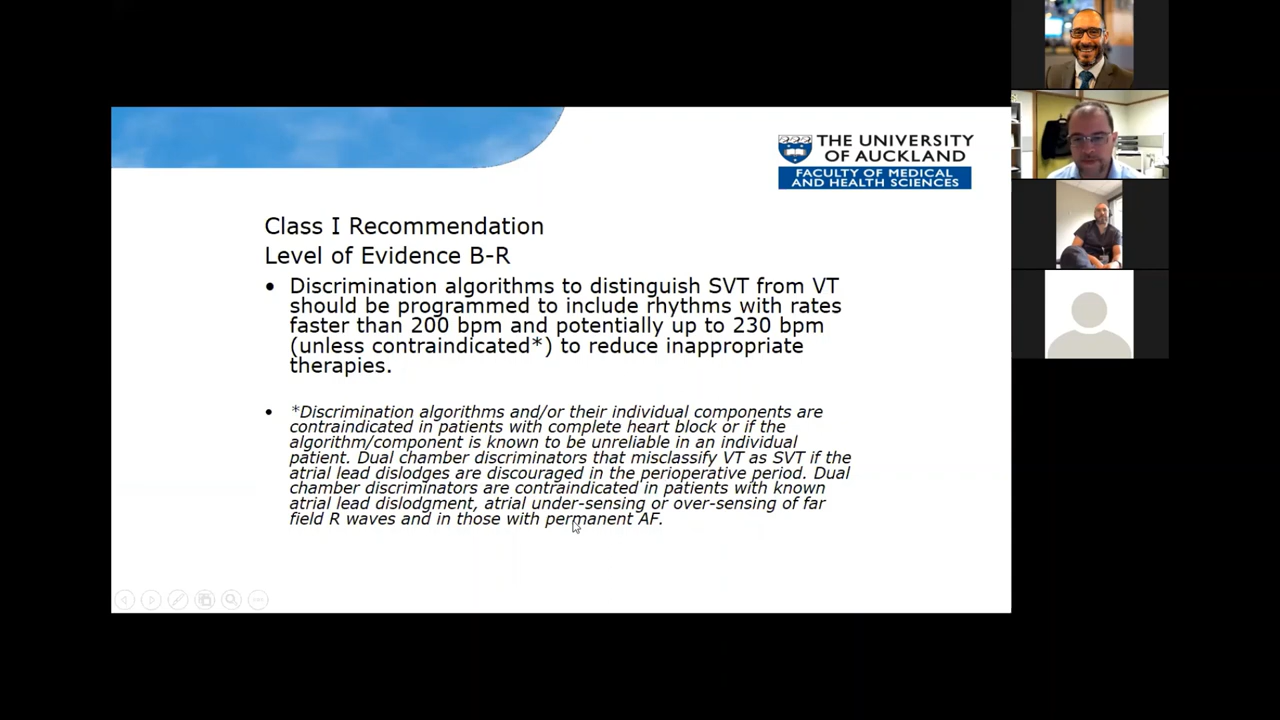 THE UNIVERSITY
OF AUCKLAND
FACULTY OF MEDICAL
AND HEALTH SCIENCES
Class I Recommendation
Level of Evidence B-R
• Discrimination algorithms to distinguish SVT from VT
should be programmed to include rhythms with rates
faster than 200 bpm and potentially up to 230 bpm
(unless contraindicated*) to reduce inappropriate
therapies.
• *Discrimination algorithms and/or their individual components are
contraindicated in patients with complete heart block or if the
algorithm/component is known to be unreliable in an individual
patient. Dual chamber discriminators that misclassify VT as SVT if the
atrial lead dislodges are discouraged in the perioperative period. Dual
chamber discriminators are contraindicated in patients with known
atrial lead dislodgment, atrial under-sensing or over-sensing of far
field R waves and in those with permanent AF.